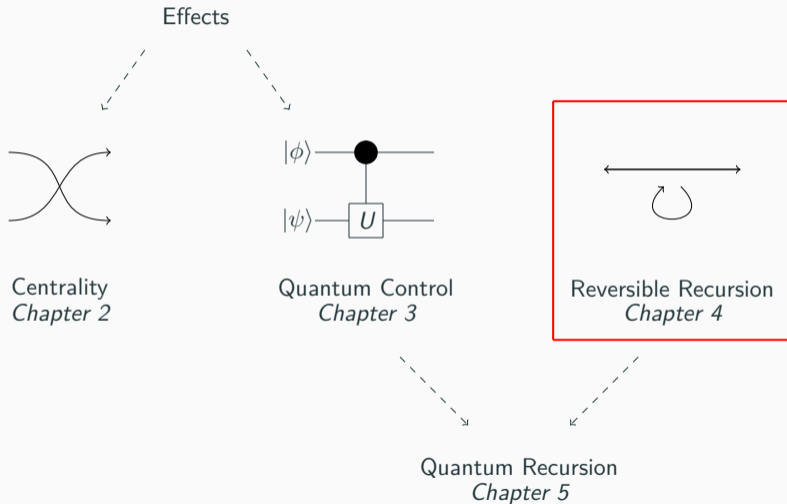 Effects
|ϕ⟩
|ψ⟩ U
Centrality
Chapter 2
Quantum Control
Chapter 3
Reversible Recursion
Chapter 4
Quantum Recursion
Chapter 5